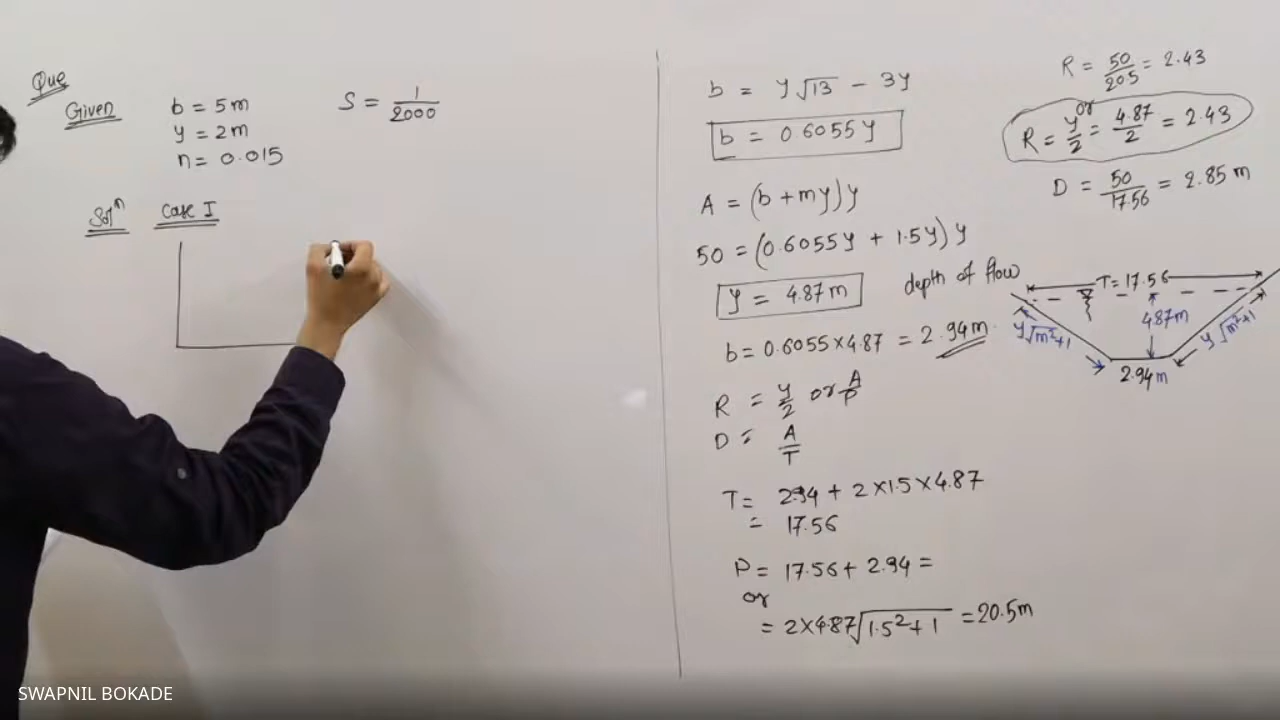 Que
Given
b = 5m
y = 2m
n = 0.015
S = 1/2000
Solⁿ Case I
b = y√13 - 3y
b = 0.6055y
A = (b+my)y
50 = (0.6055y + 1.5y) y
y = 4.87m
depth of flow
b = 0.6055×4.87 = 2.94m
R = y/2 or A/P
D = A/T
T = 2.94 + 2×1.5×4.87
= 17.56
P = 17.56 + 2.94 =
or
= 2×4.87√1.5²+1 = 20.5m
R = 50/205 = 2.43
or
R = y/2 = 4.87/2 = 2.43
D = 50/17.56 = 2.85 m
T = 17.56
4.87m
y√m²+1
y√m²+1
2.94m
SWAPNIL BOKADE